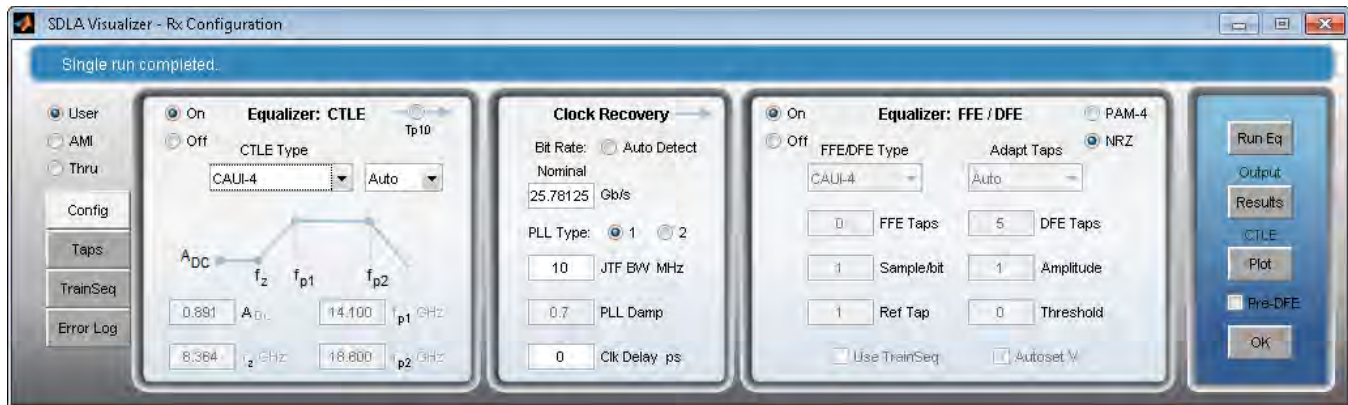 SDLA Visualizer - Rx Configuration
Single run completed.
User
AMI
Thru
Config
Taps
TrainSeq
Error Log
On
Off
Equalizer: CTLE
Tp10
CTLE Type
CAUI-4
Auto
ADC
fz
fp1
fp2
0.891 ADC
14.100 fp1 GHz
8.364 fz GHz
18.600 fp2 GHz
Clock Recovery
Bit Rate: Auto Detect
Nominal
25.78125 Gb/s
PLL Type: 1 2
10 JTF BW MHz
0.7 PLL Damp
0 Clk Delay ps
On
Off
Equalizer: FFE / DFE
PAM-4
NRZ
FFE/DFE Type
Adapt Taps
CAUI-4
Auto
0 FFE Taps
5 DFE Taps
1 Sample/bit
1 Amplitude
1 Ref Tap
0 Threshold
Use TrainSeq
Autoset V
Run Eq
Output
Results
CTLE
Plot
Pre-DFE
OK